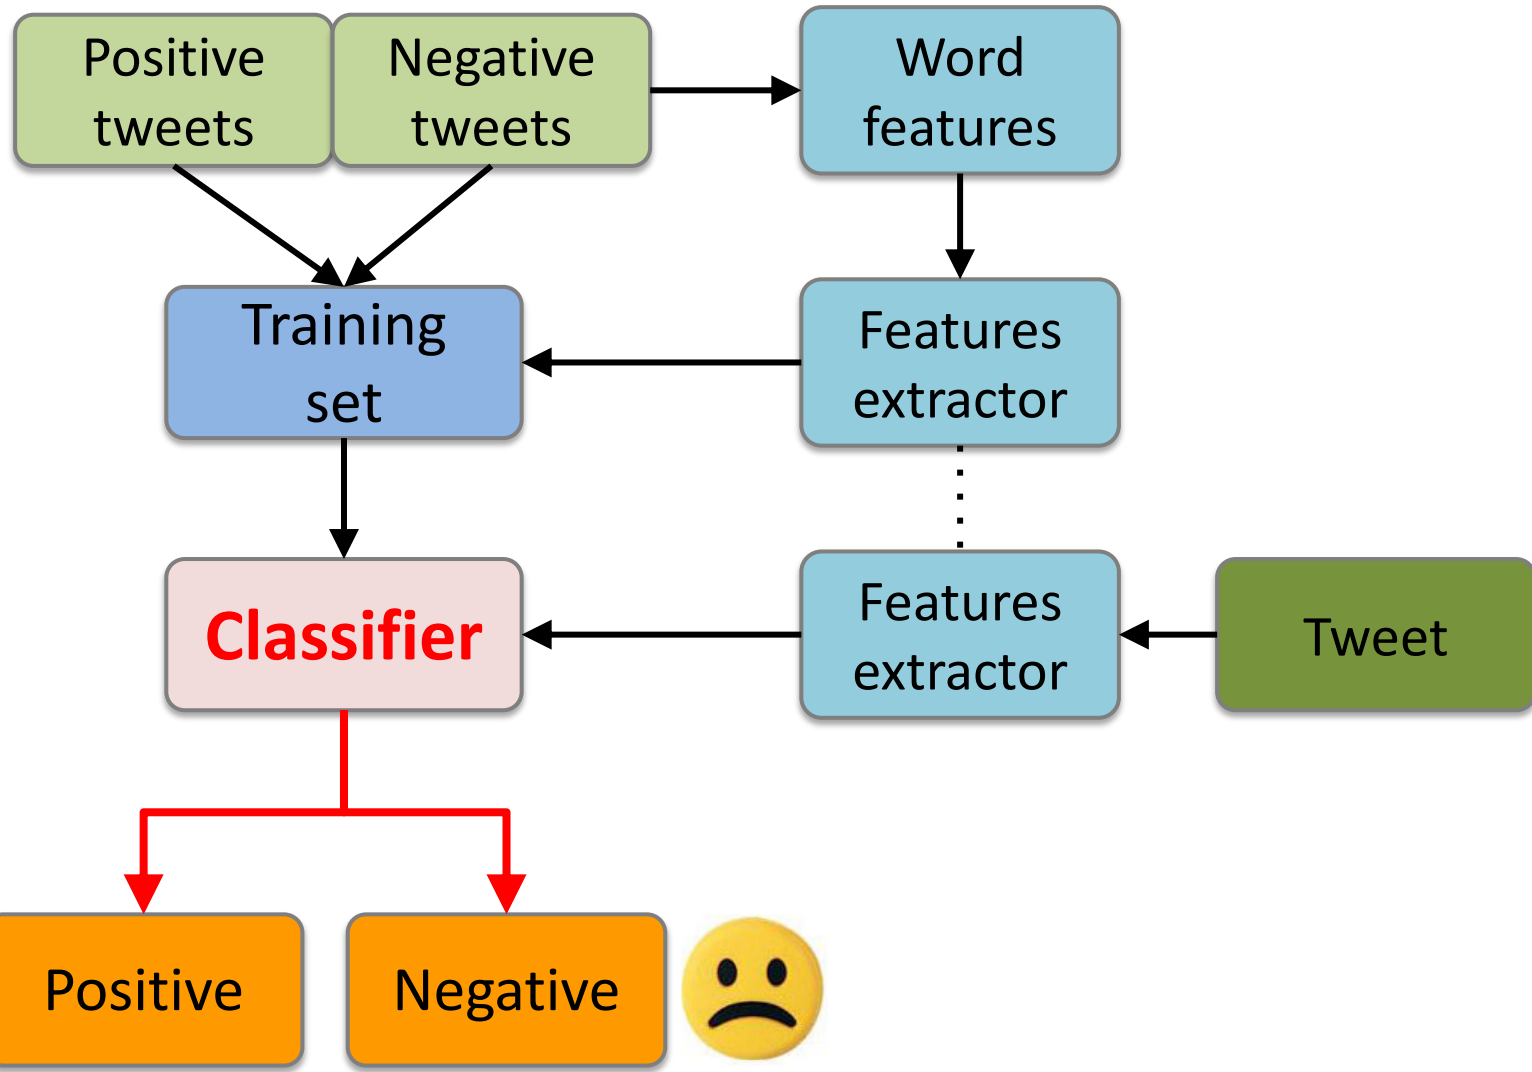 Positive
tweets
Negative
tweets
Word
features
Training
set
Features
extractor
Classifier
Features
extractor
Tweet
Positive
Negative